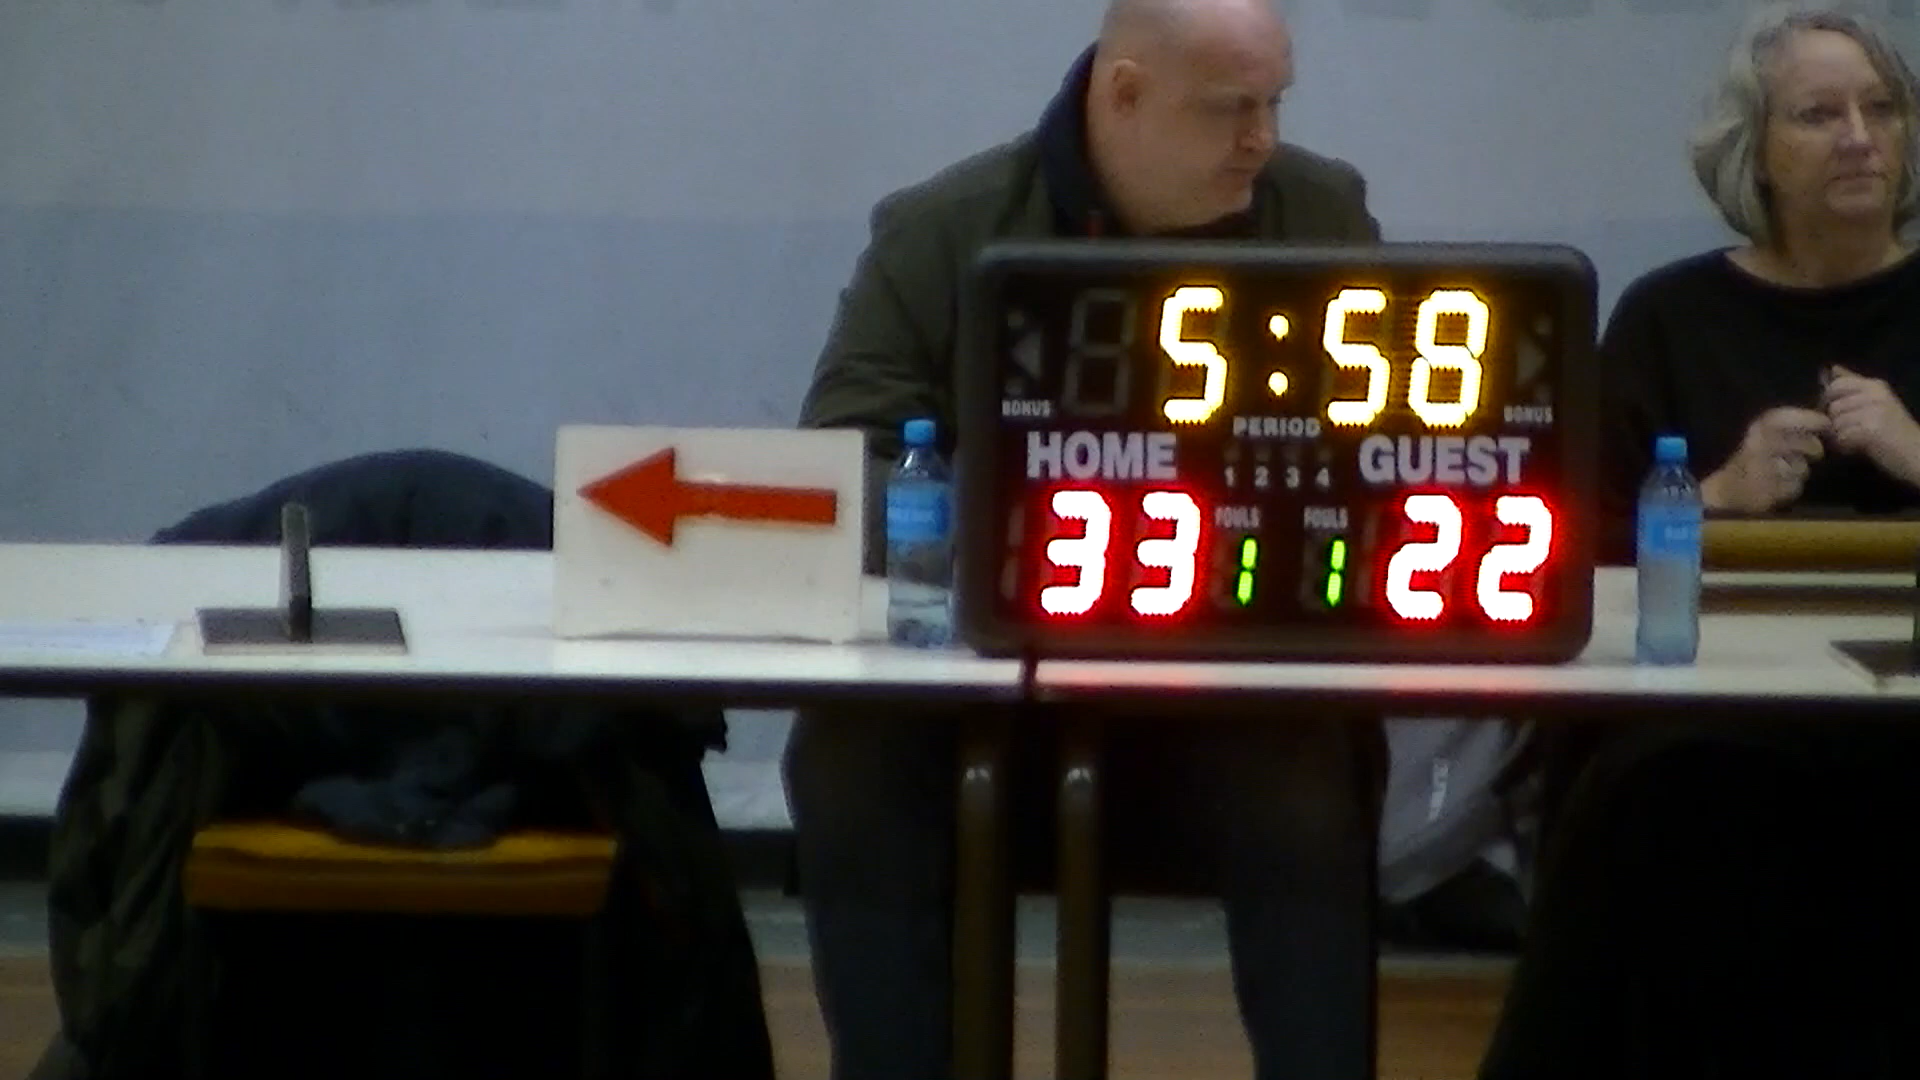 5:58
BONUS PERIOD BONUS
HOME 1 2 3 4 GUEST
FOULS FOULS
33 1 1 22